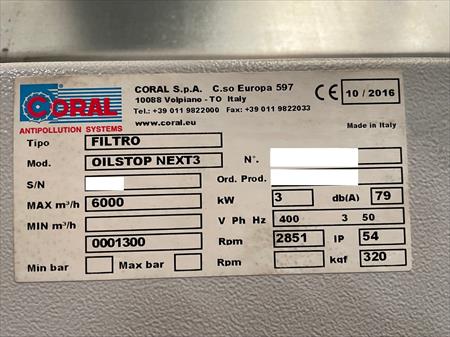 CORAL
ANTIPOLLUTION SYSTEMS
CORAL S.p.A. C.so Europa 597
10088 Volpiano - TO Italy
Tel.: +39 011 9822000 Fax: +39 011 9822033
www.coral.eu
CE 10 / 2016
Made in Italy
Tipo FILTRO
Mod. OILSTOP NEXT3 N°.
S/N Ord. Prod.
MAX m³/h 6000 kW 3 db(A) 79
MIN m³/h V Ph Hz 400 3 50
0001300 Rpm 2851 IP 54
Min bar Max bar Rpm kgf 320